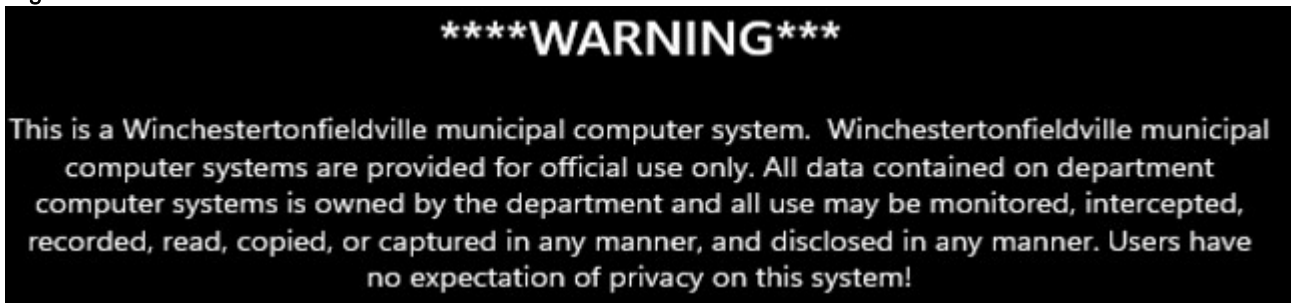 ****WARNING***
This is a Winchestertonfieldville municipal computer system.  Winchestertonfieldville municipal
computer systems are provided for official use only. All data contained on department
computer systems is owned by the department and all use may be monitored, intercepted,
recorded, read, copied, or captured in any manner, and disclosed in any manner. Users have
no expectation of privacy on this system!